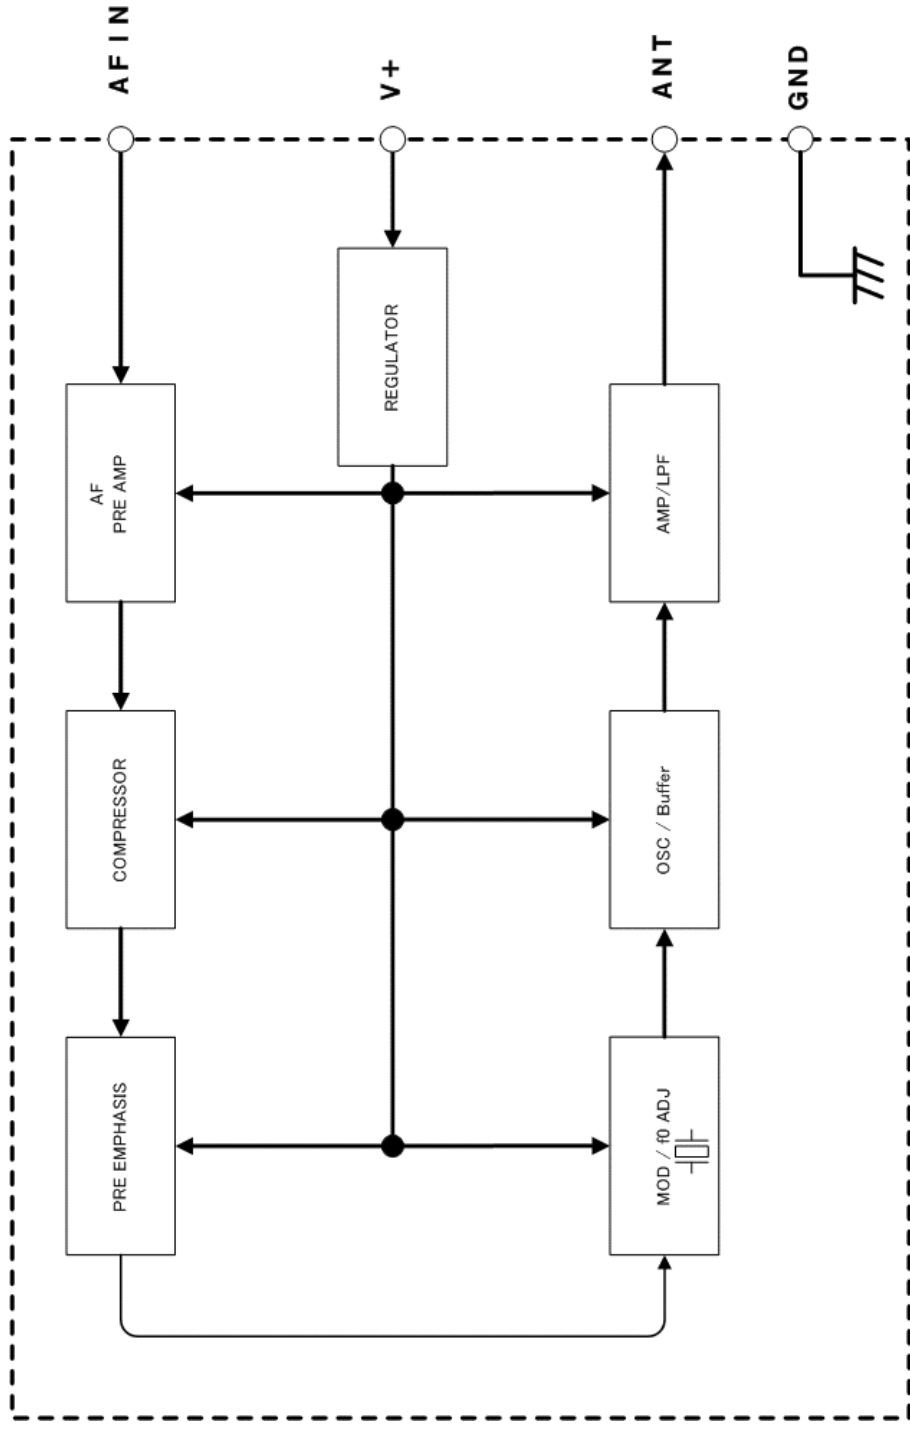 AF IN
V+
ANT
GND
REGULATOR
AF
PRE AMP
AMP/LPF
COMPRESSOR
OSC / Buffer
PRE EMPHASIS
MOD / f0 ADJ